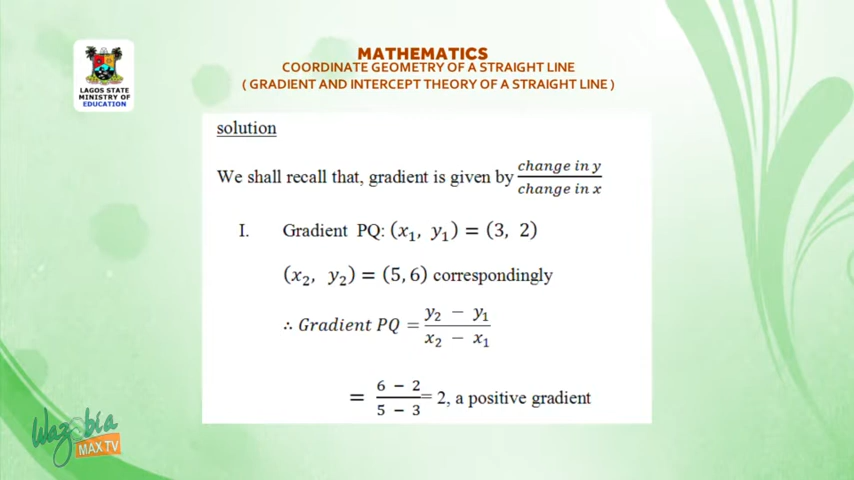 MATHEMATICS
COORDINATE GEOMETRY OF A STRAIGHT LINE
( GRADIENT AND INTERCEPT THEORY OF A STRAIGHT LINE )
LAGOS STATE
MINISTRY OF
EDUCATION
solution
We shall recall that, gradient is given by \frac{change in y}{change in x}
I. Gradient PQ: (x₁, y₁) = (3, 2)
(x₂, y₂) = (5, 6) correspondingly
∴ Gradient PQ = \frac{y₂ − y₁}{x₂ − x₁}
= \frac{6 − 2}{5 − 3} = 2, a positive gradient
Wazobia
MAX TV